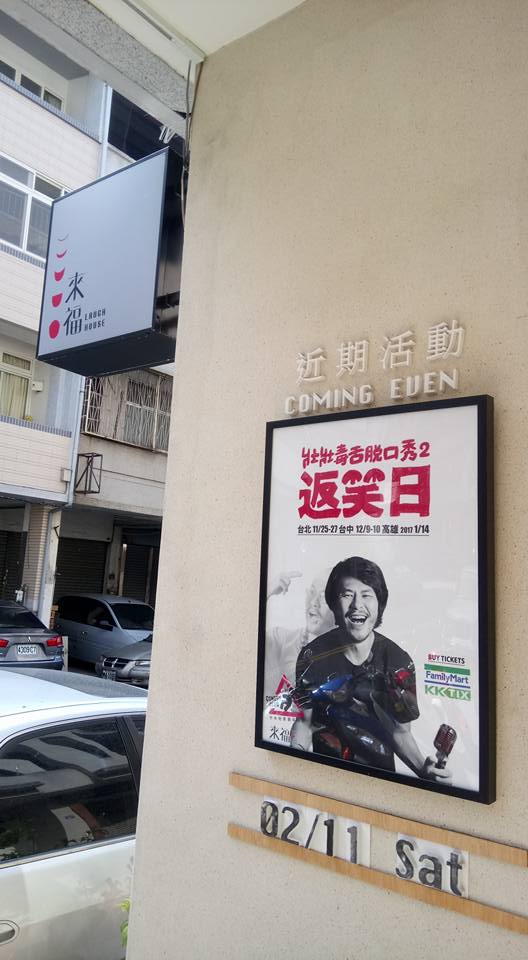 來福
LAUGH
HOUSE
近期活動
COMING EVEN
壯壯毒舌脫口秀2
返笑日
台北 11/25-27 台中 12/9-10 高雄 2017 1/14
BUY TICKETS
FamilyMart
KKTIX
來福
02/11 Sat
4309 C7